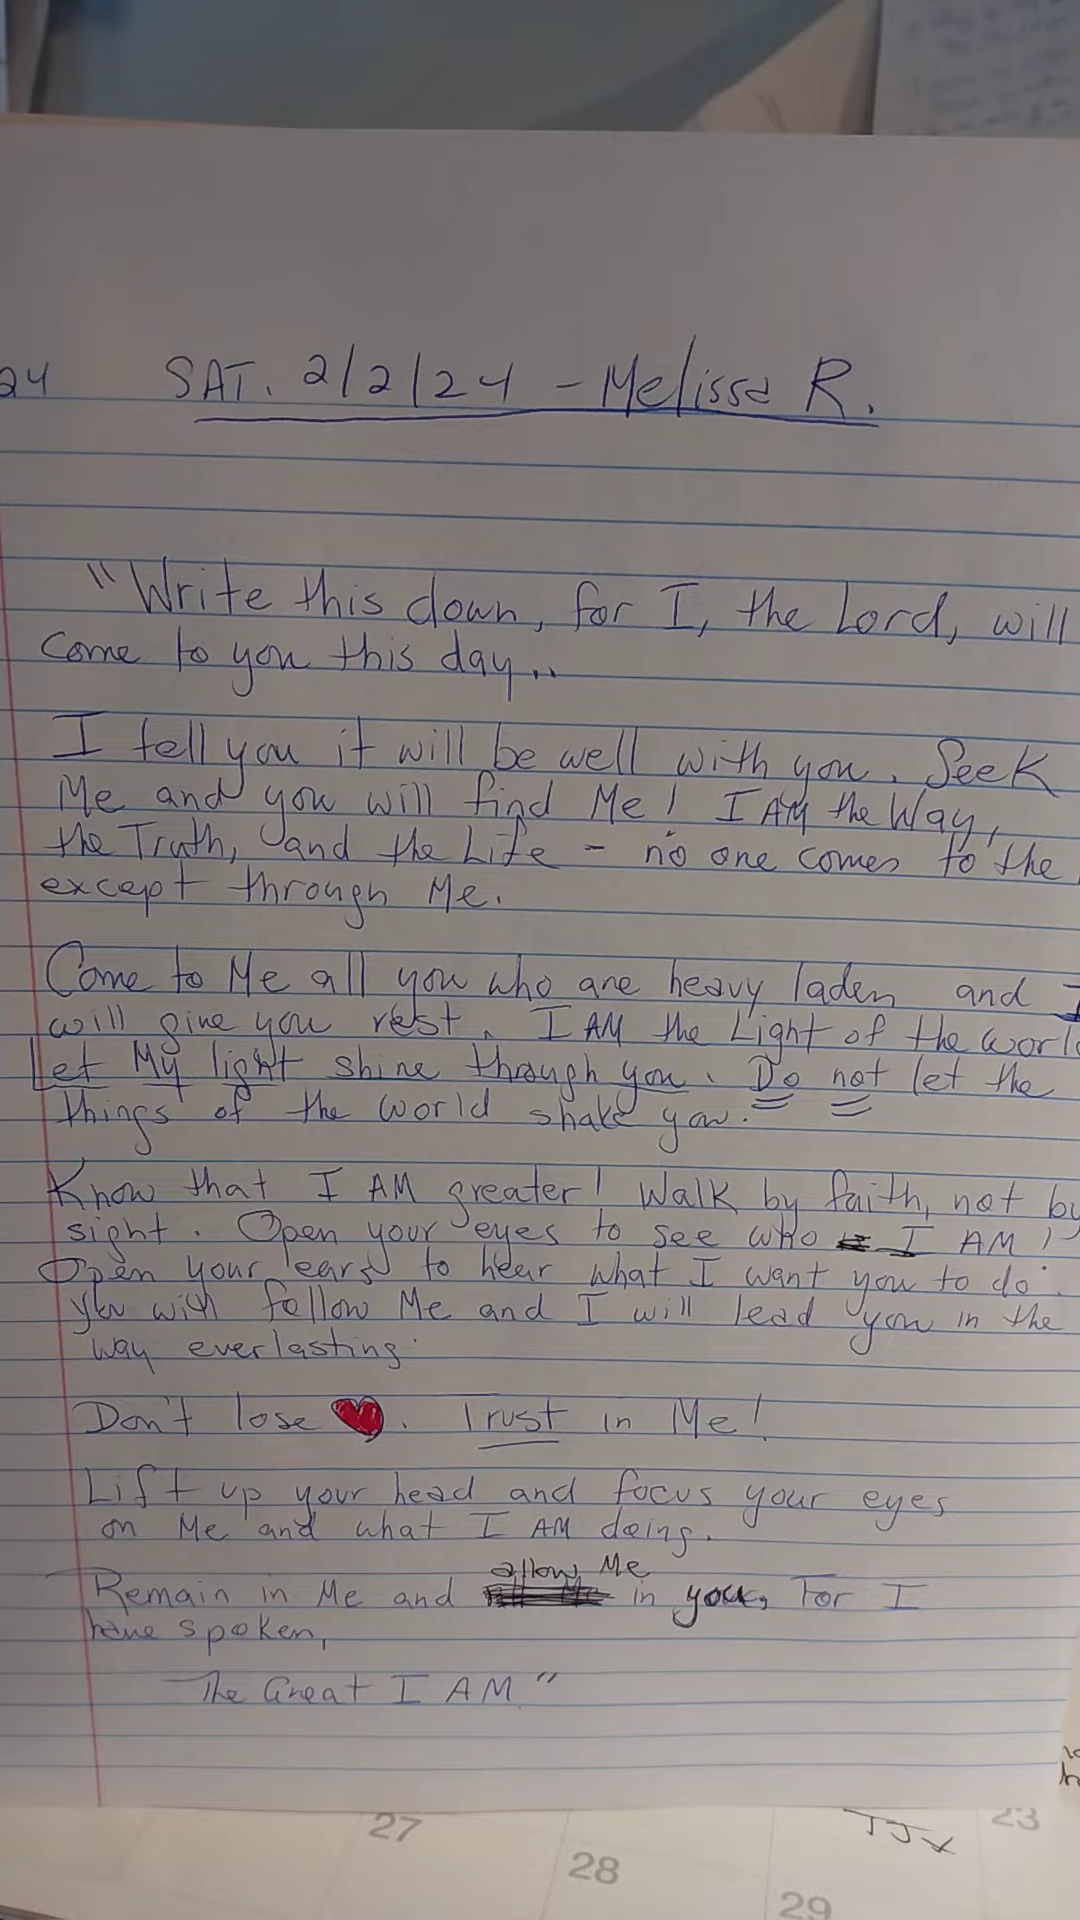 24 SAT. 2/2/24 - Melissa R.
"Write this down, for I, the Lord, will
come to you this day..
I tell you it will be well with you. Seek
Me and you will find Me! I AM the Way,
the Truth, and the Life - no one comes to the
except through Me.
Come to Me all you who are heavy laden and I
will give you rest. I AM the Light of the world
Let My light shine through you. Do not let the
things of the world shake you.
Know that I AM greater! Walk by faith, not by
sight. Open your eyes to see who I AM!
Open your ears to hear what I want you to do.
You will follow Me and I will lead you in the
way everlasting.
Don't lose ❤. Trust in Me!
Lift up your head and focus your eyes
on Me and what I AM doing.
allow Me
Remain in Me and in you, For I
have spoken,
The Great I AM"
27
28
29
TJX
23